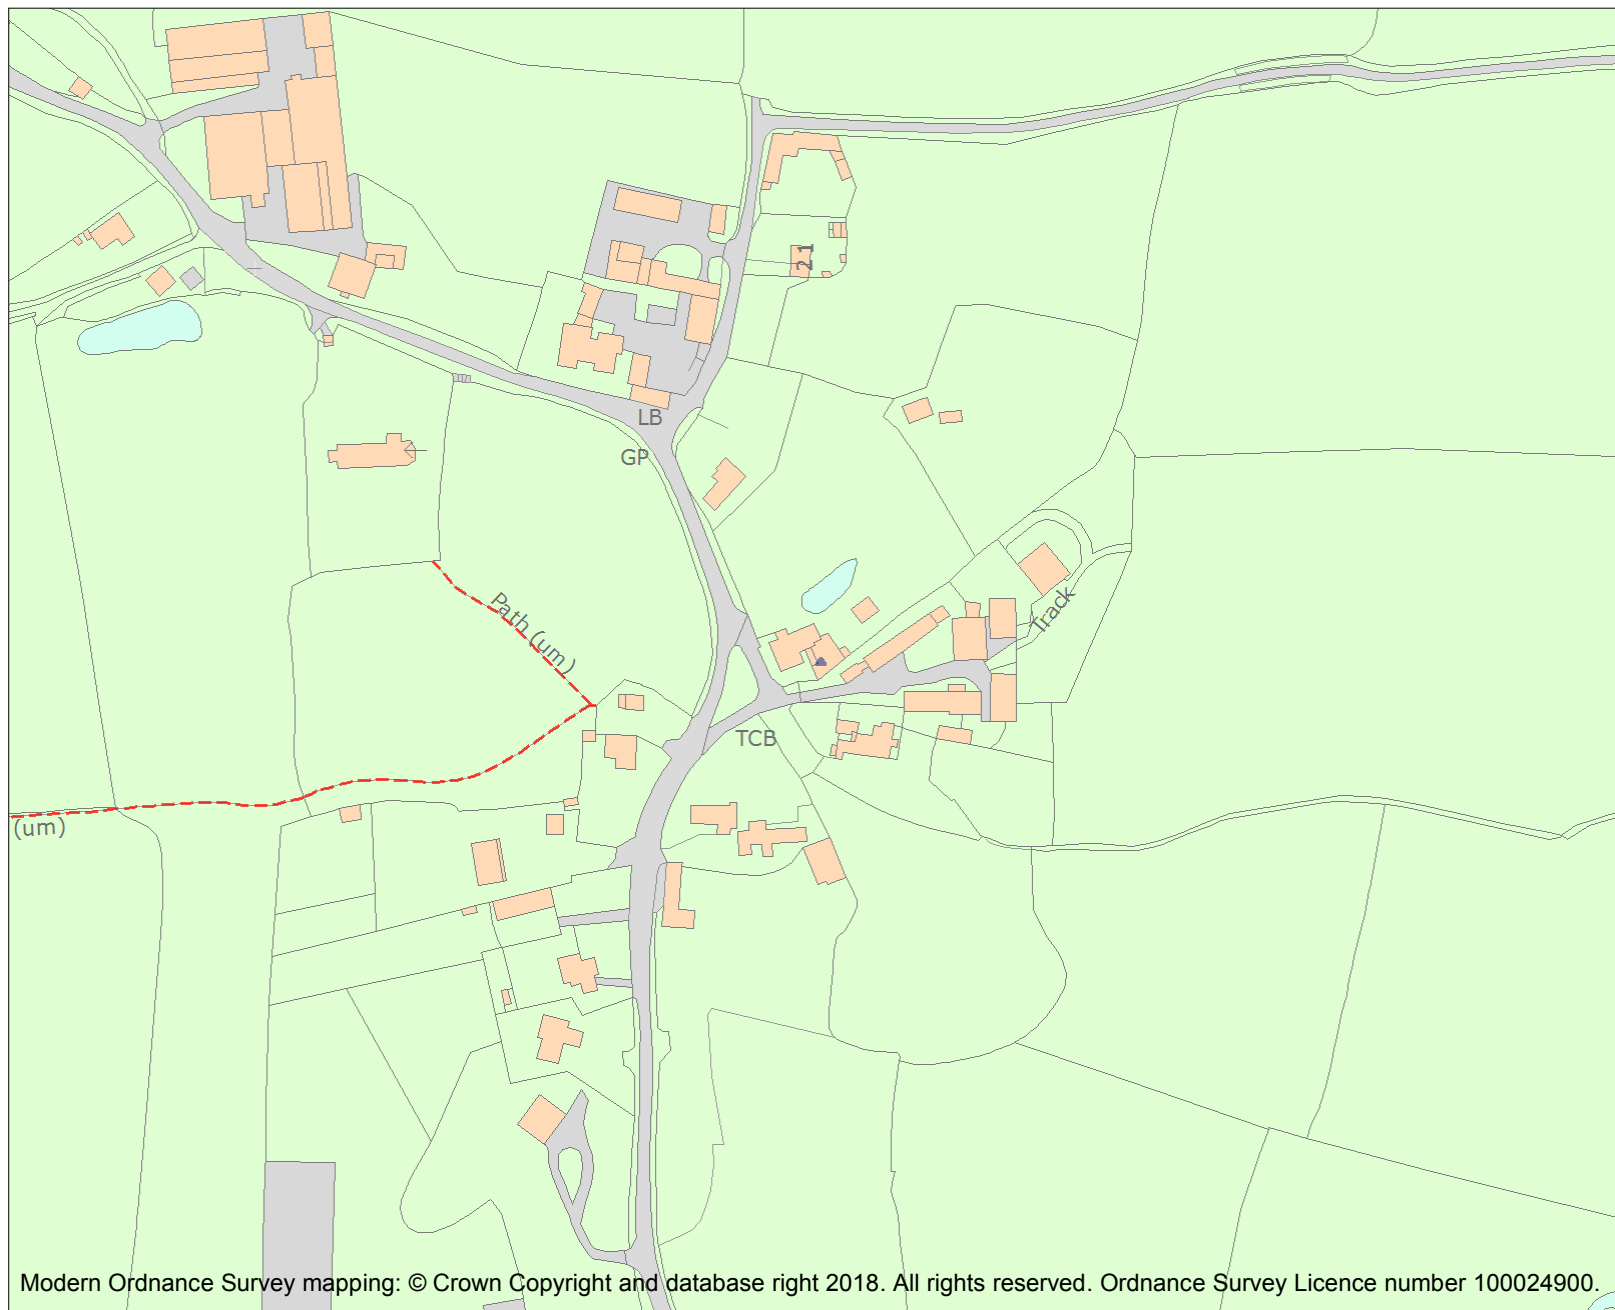 21
LB
GP
Path (um)
Track
TCB
(um)
Modern Ordnance Survey mapping: © Crown Copyright and database right 2018. All rights reserved. Ordnance Survey Licence number 100024900.